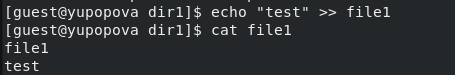 [guest@yupopova dir1]$ echo "test" >> file1
[guest@yupopova dir1]$ cat file1
file1
test